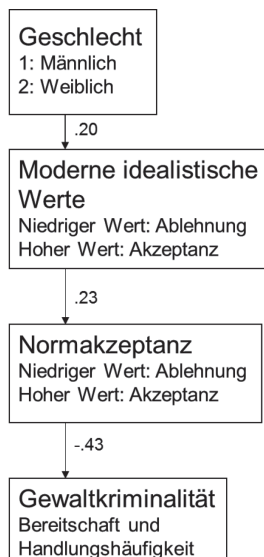 Geschlecht
1: Männlich
2: Weiblich
.20
Moderne idealistische
Werte
Niedriger Wert: Ablehnung
Hoher Wert: Akzeptanz
.23
Normakzeptanz
Niedriger Wert: Ablehnung
Hoher Wert: Akzeptanz
-.43
Gewaltkriminalität
Bereitschaft und
Handlungshäufigkeit